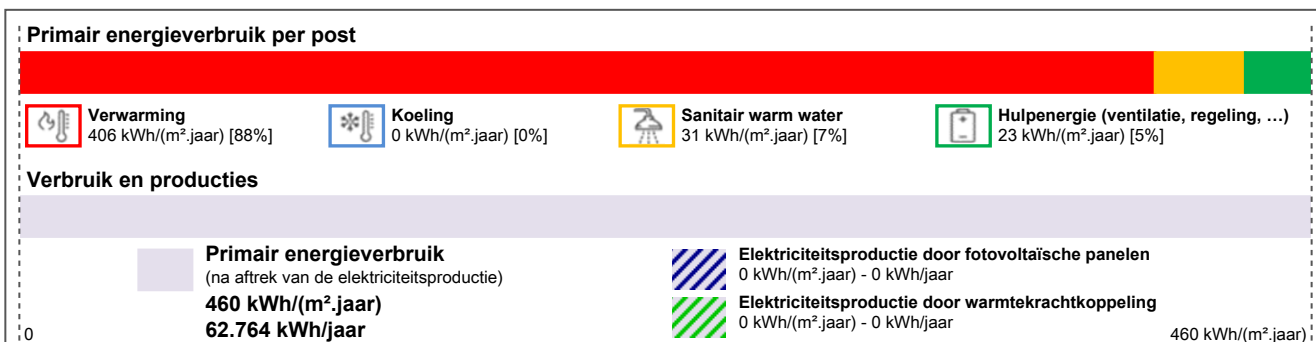 Primair energieverbruik per post
Verwarming
406 kWh/(m².jaar) [88%]
Koeling
0 kWh/(m².jaar) [0%]
Sanitair warm water
31 kWh/(m².jaar) [7%]
Hulpenergie (ventilatie, regeling, …)
23 kWh/(m².jaar) [5%]
Verbruik en producties
Primair energieverbruik
(na aftrek van de elektriciteitsproductie)
460 kWh/(m².jaar)
62.764 kWh/jaar
Elektriciteitsproductie door fotovoltaïsche panelen
0 kWh/(m².jaar) - 0 kWh/jaar
Elektriciteitsproductie door warmtekrachtkoppeling
0 kWh/(m².jaar) - 0 kWh/jaar
0
460 kWh/(m².jaar)